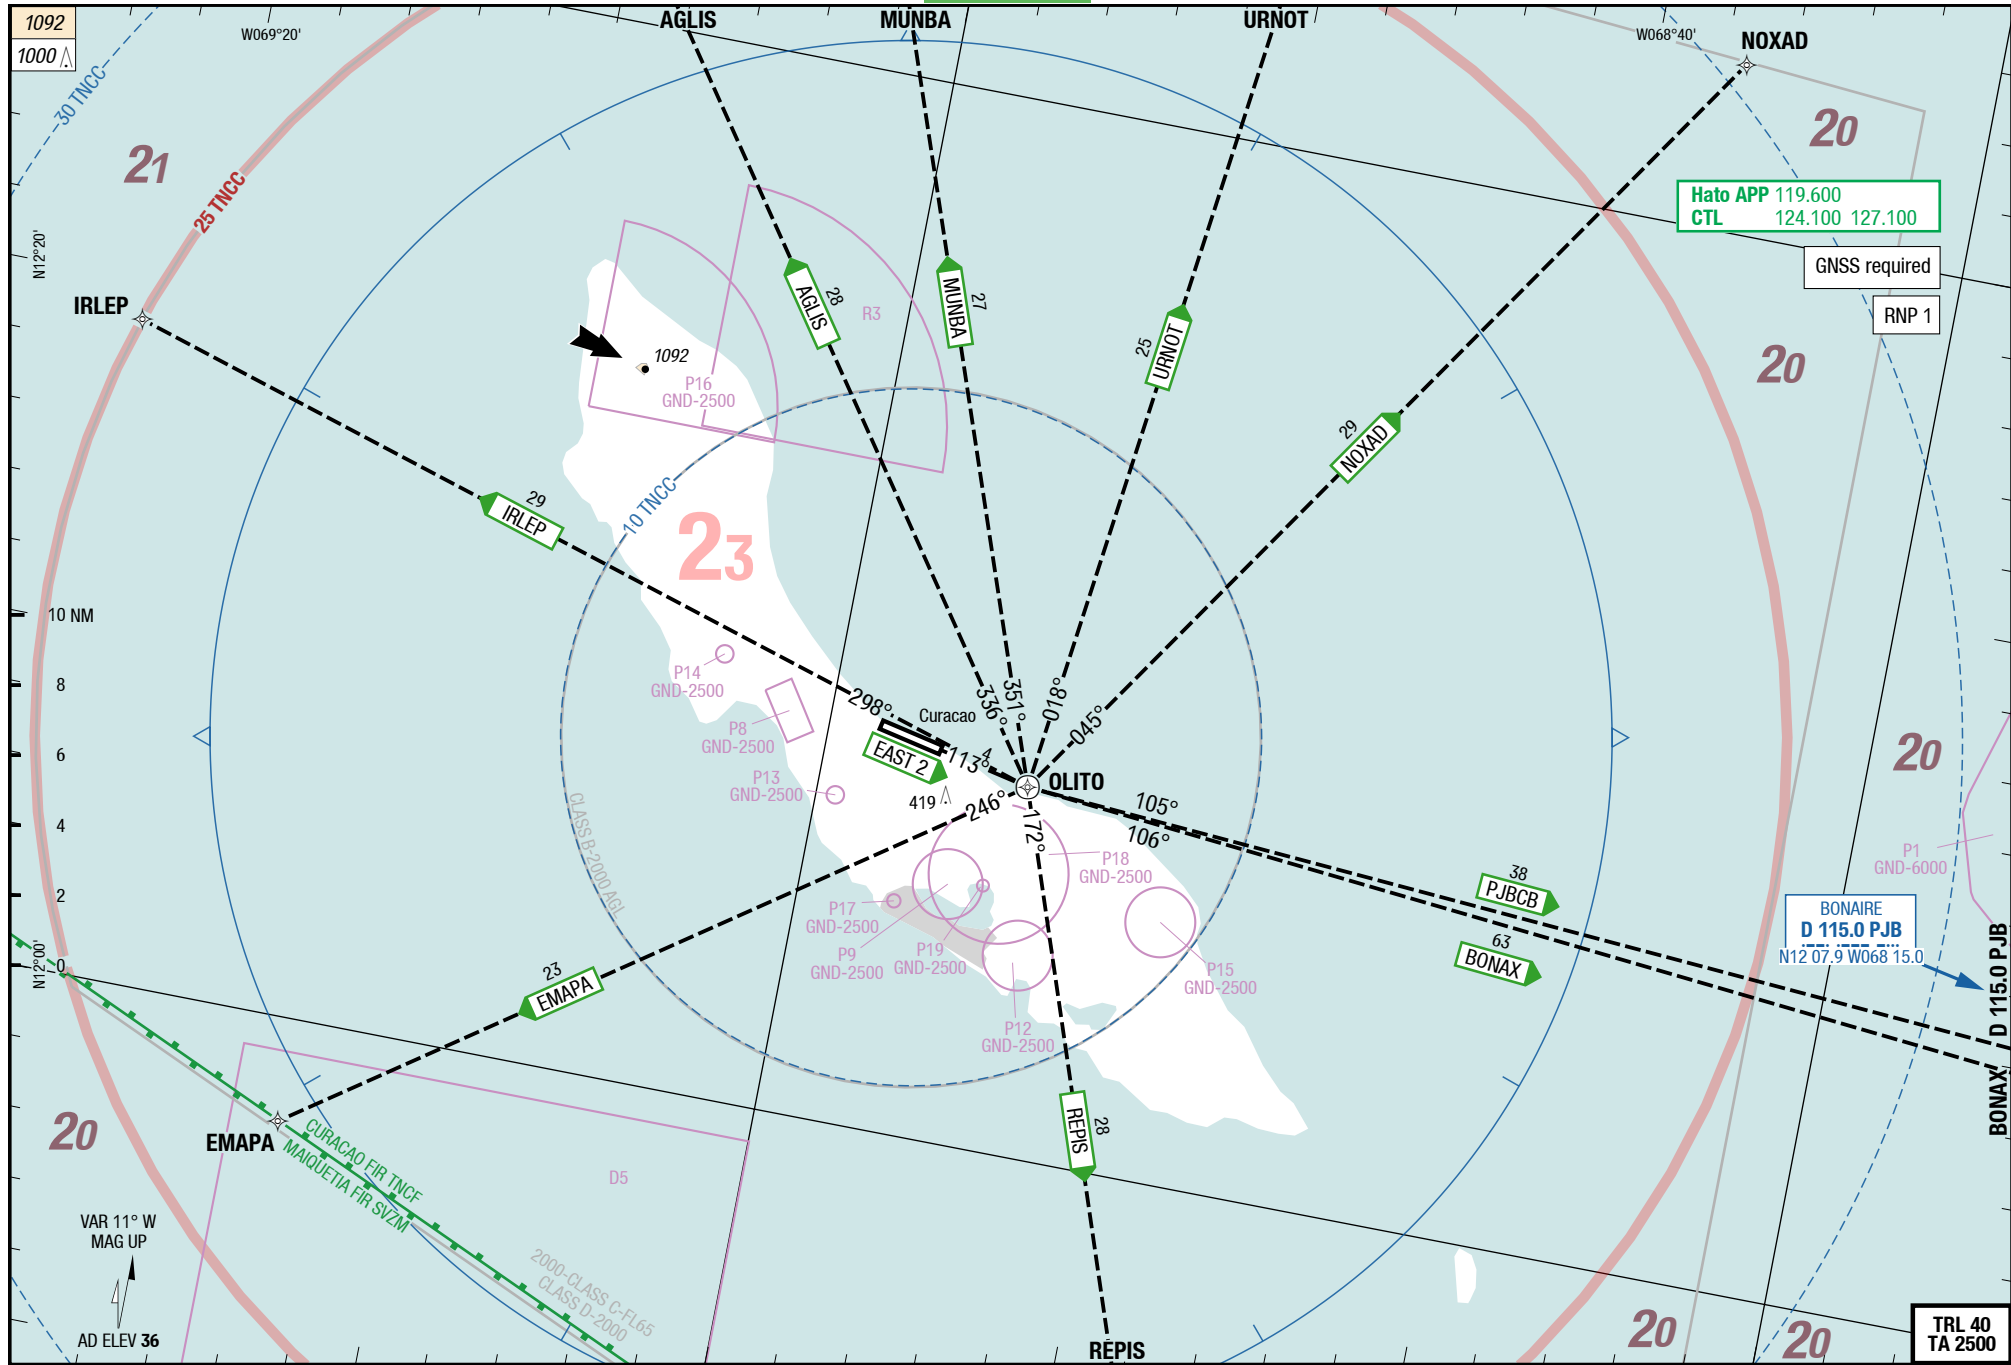 1092
1000
W069°20'
AGLIS
MUNBA
URNOT
W068°40'
NOXAD
30 TNCC
21
20
25 TNCC
Hato APP 119.600
CTL 124.100 127.100
N12°20'
GNSS required
IRLEP
RNP 1
AGLIS
28
MUNBA
27
R3
25
URNOT
1092
P16
GND-2500
20
29
NOXAD
29
IRLEP
10 TNCC
23
10 NM
8
6
4
2
0
P14
GND-2500
298°
336°
351°
018°
045°
Curacao
P8
GND-2500
EAST 2
113°
4
OLITO
20
P13
GND-2500
419
246°
172°
105°
106°
CLASS B-2000 AGL
P18
GND-2500
P1
GND-6000
38
PJBCB
P17
GND-2500
P9
GND-2500
P19
GND-2500
63
BONAX
BONAIRE
D 115.0 PJB
N12 07.9 W068 15.0
D 115.0 PJB
BONAX
N12°00'
23
EMAPA
P15
GND-2500
P12
GND-2500
REPIS
28
20
EMAPA
CURACAO FIR TNCF
MAIQUETIA FIR SVZM
D5
VAR 11° W
MAG UP
2000-CLASS C-FL65
CLASS D-2000
AD ELEV 36
REPIS
20
20
TRL 40
TA 2500